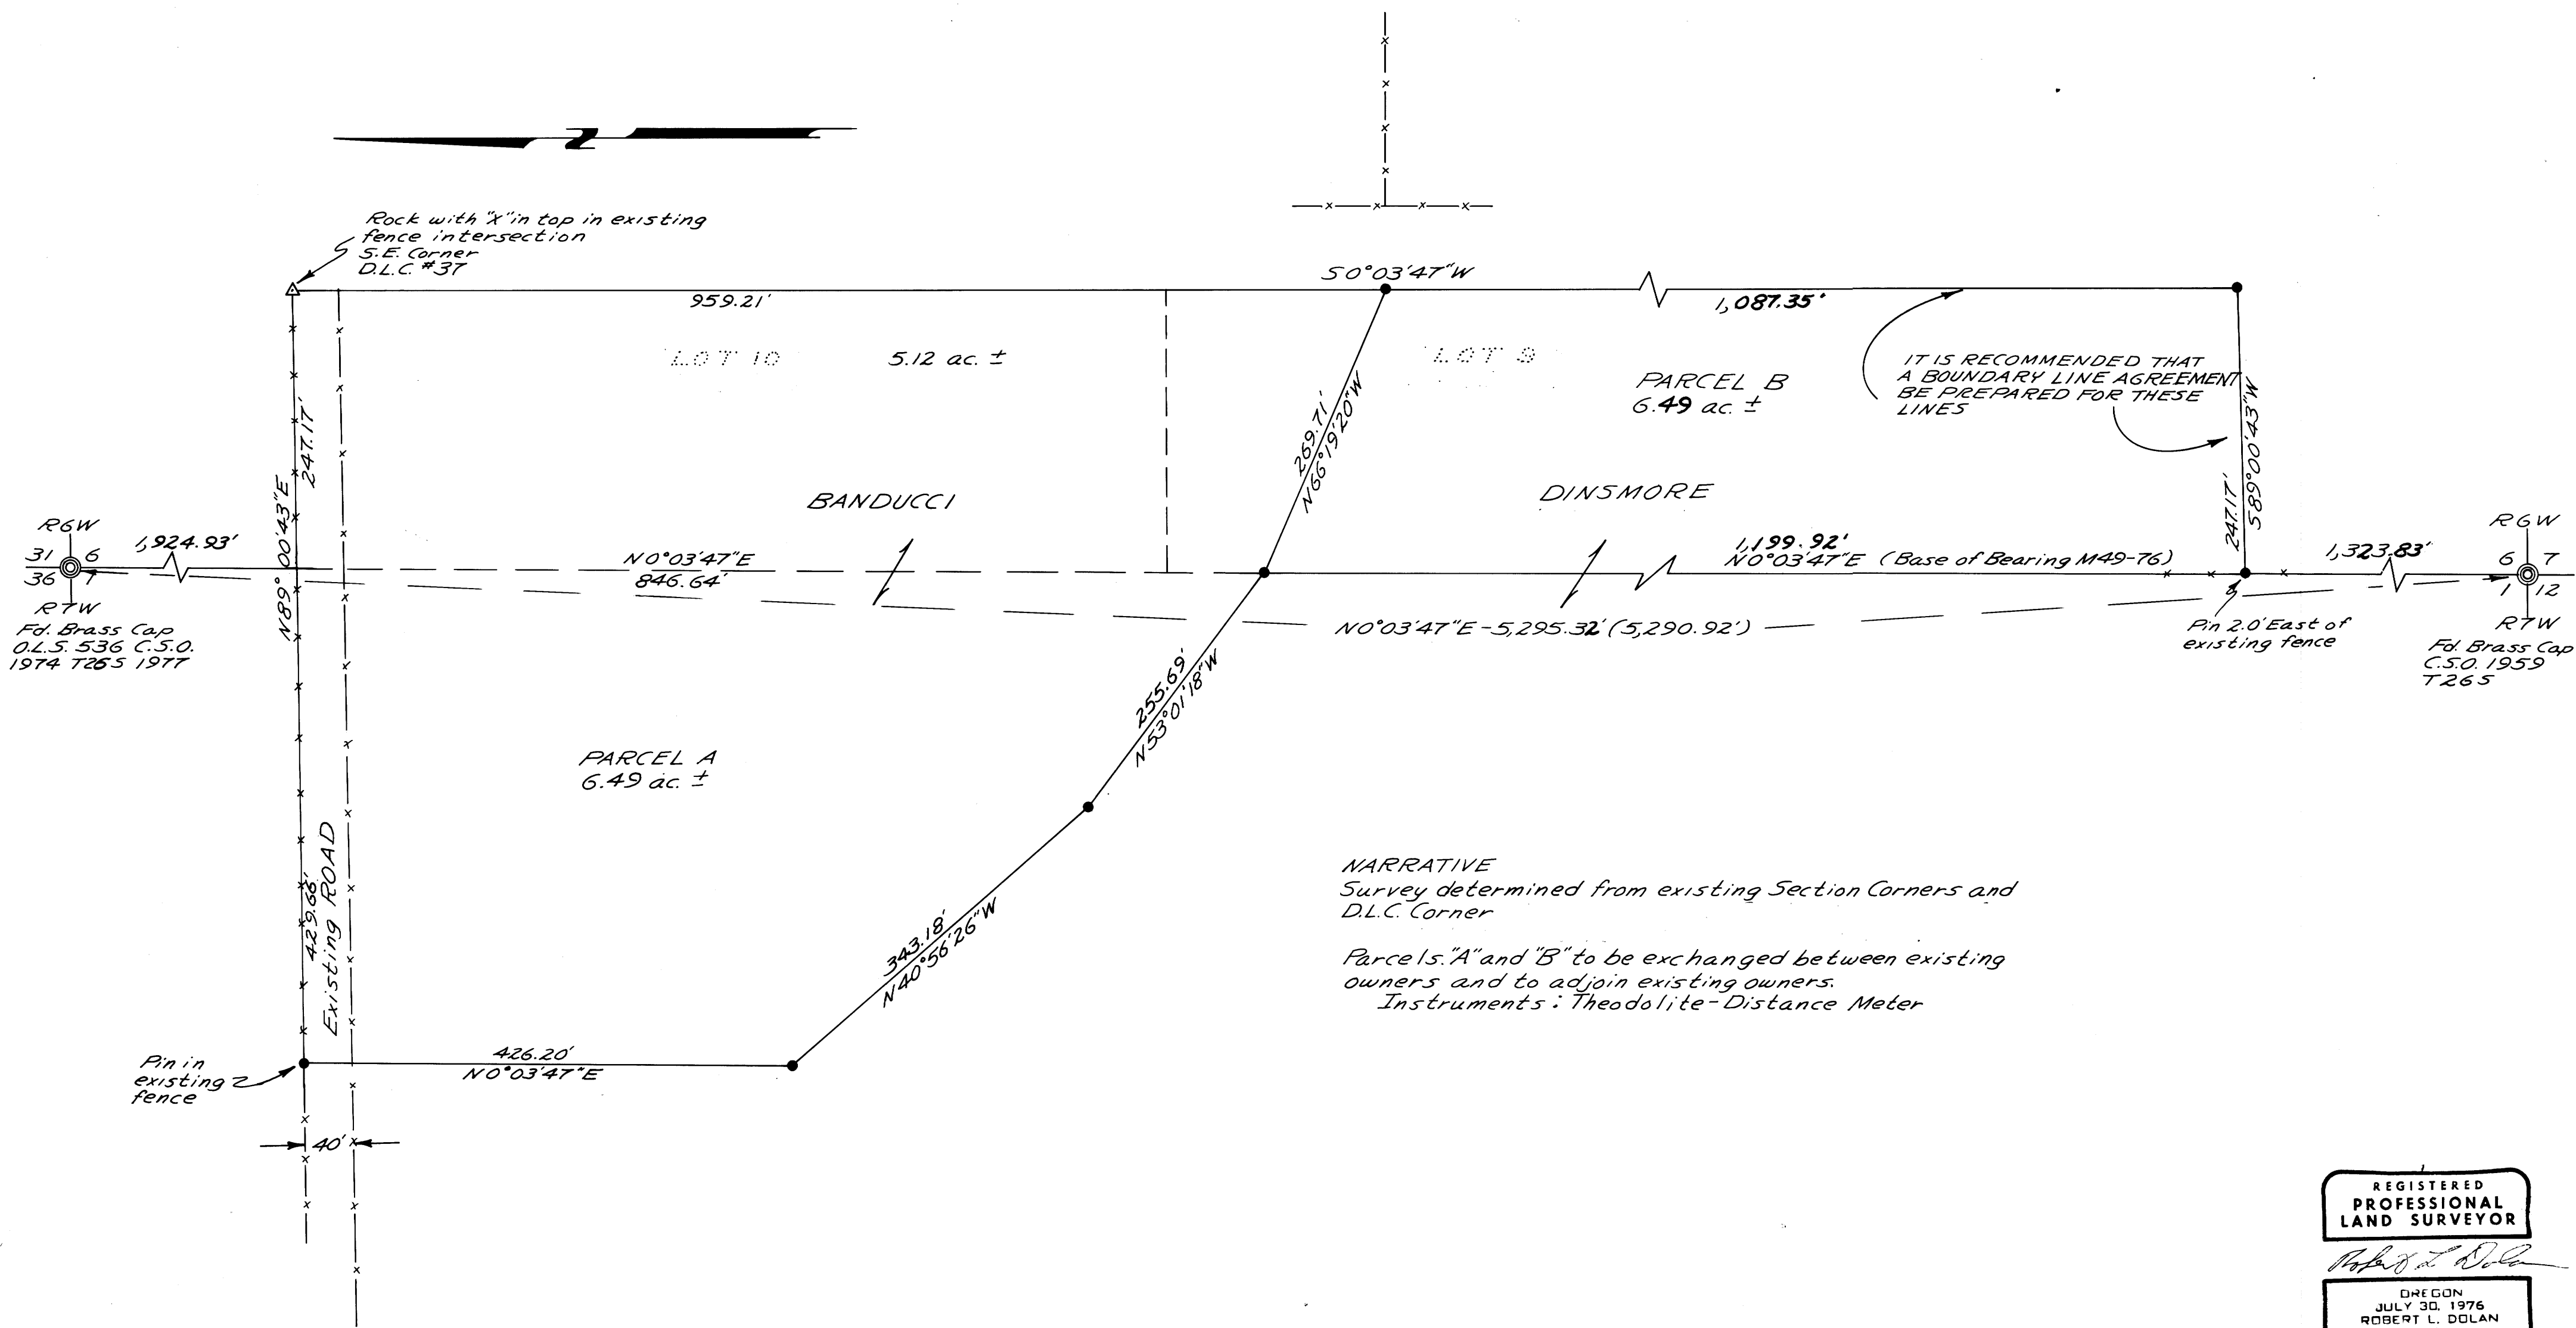 Rock with "X" in top in existing
fence intersection
S.E. Corner
D.L.C. #37
S 0°03'47"W
959.21'
1,087.35'
LOT 10
5.12 ac. ±
LOT 9
PARCEL B
6.49 ac. ±
IT IS RECOMMENDED THAT
A BOUNDARY LINE AGREEMENT
BE PREPARED FOR THESE
LINES
247.17'
N89°00'43"E
269.71'
N66°19'20"W
247.17'
S89°00'43"W
BANDUCCI
DINSMORE
R6W
31 6
36 7
R7W
Fd. Brass Cap
O.L.S. 536 C.S.O.
1974 T26S 1977
1,924.93'
N0°03'47"E
846.64'
1,199.92'
N0°03'47"E (Base of Bearing M49-76)
1,323.83'
R6W
6 7
1 12
R7W
Fd. Brass Cap
C.S.O. 1959
T26S
N0°03'47"E-5,295.32' (5,290.92')
Pin 2.0' East of
existing fence
255.69'
N53°01'18"W
PARCEL A
6.49 ac. ±
429.68'
Existing ROAD
343.18'
N40°56'26"W
NARRATIVE
Survey determined from existing Section Corners and
D.L.C. Corner
Parcels "A" and "B" to be exchanged between existing
owners and to adjoin existing owners.
Instruments: Theodolite-Distance Meter
426.20'
N0°03'47"E
Pin in
existing
fence
40'
REGISTERED
PROFESSIONAL
LAND SURVEYOR
Robert L Dolan
OREGON
JULY 30, 1976
ROBERT L. DOLAN